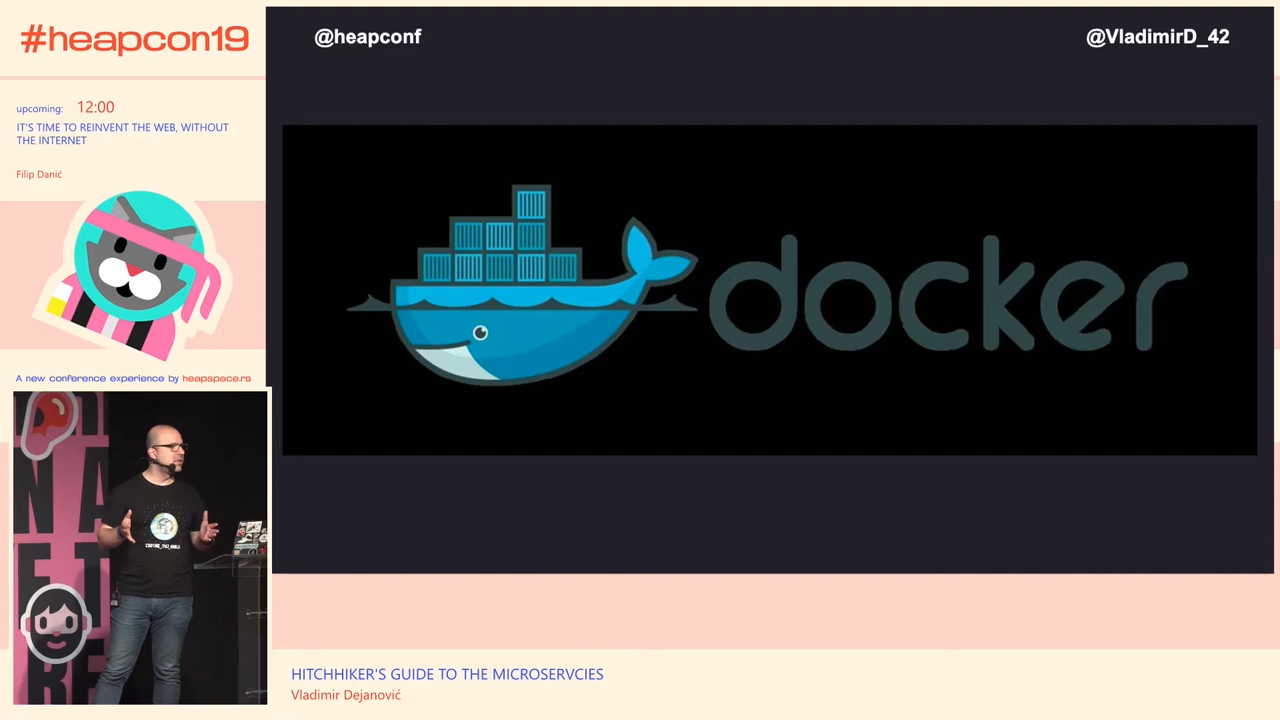 #heapcon19
upcoming: 12:00
IT'S TIME TO REINVENT THE WEB, WITHOUT
THE INTERNET
Filip Danić
A new conference experience by heapspace.rs
@heapconf
@VladimirD_42
docker
HITCHHIKER'S GUIDE TO THE MICROSERVCIES
Vladimir Dejanović